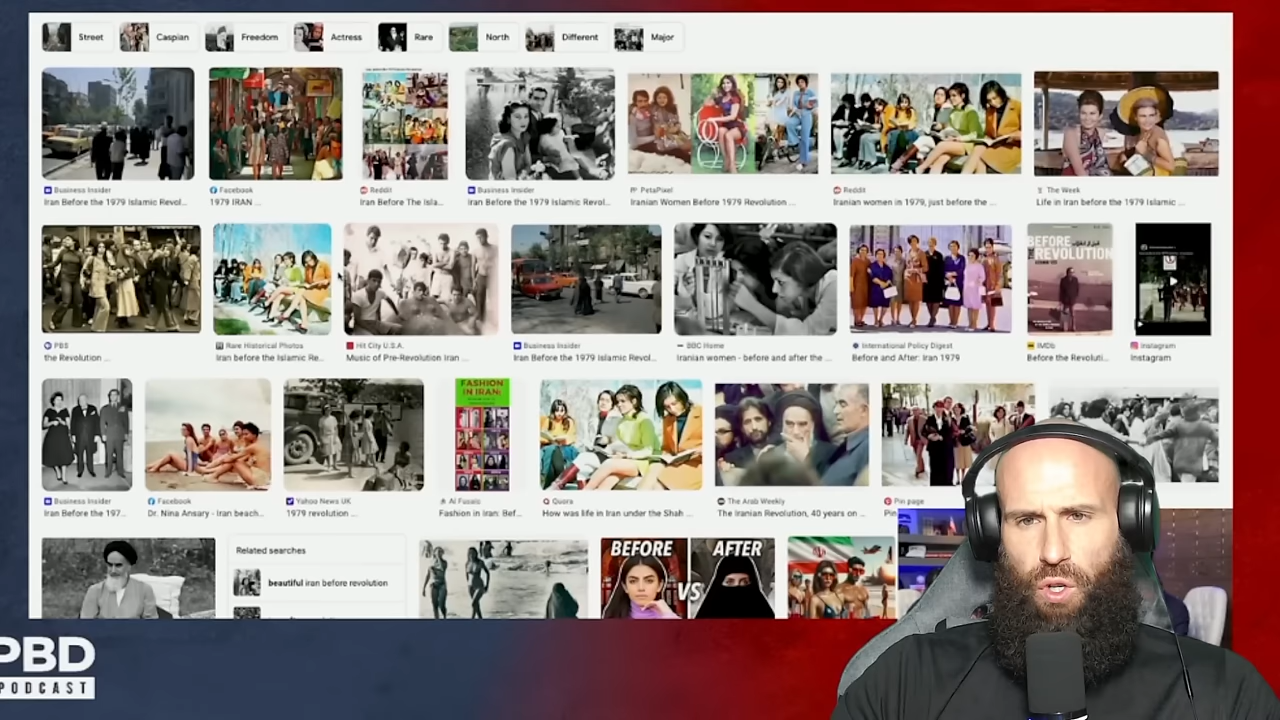 Street
Caspian
Freedom
Actress
Rare
North
Different
Major
Business Insider
Iran Before the 1979 Islamic Revol...
Facebook
1979 IRAN ...
Reddit
Iran Before The Isla...
Business Insider
Iran Before the 1979 Islamic Revol...
PetaPixel
Iranian Women Before 1979 Revolution ...
Reddit
Iranian women in 1979, just before the ...
The Week
Life in Iran before the 1979 Islamic ...
BEFORE
REVOLUTION
PBS
the Revolution ...
Rare Historical Photos
Iran before the Islamic Re...
Hit City U.S.A.
Music of Pre-Revolution Iran ...
Business Insider
Iran Before the 1979 Islamic Revol...
BBC Home
Iranian women - before and after the ...
International Policy Digest
Before and After: Iran 1979
IMDb
Before the Revoluti...
Instagram
Instagram
FASHION
IN IRAN:
Business Insider
Iran Before the 197...
Facebook
Dr. Nina Ansary - Iran beach...
Yahoo News UK
1979 revolution ...
Al Fusaic
Fashion in Iran: Bef...
Quora
How was life in Iran under the Shah ...
The Arab Weekly
The Iranian Revolution, 40 years on ...
Pin page
Related searches
beautiful iran before revolution
BEFORE
AFTER
VS
PBD
PODCAST